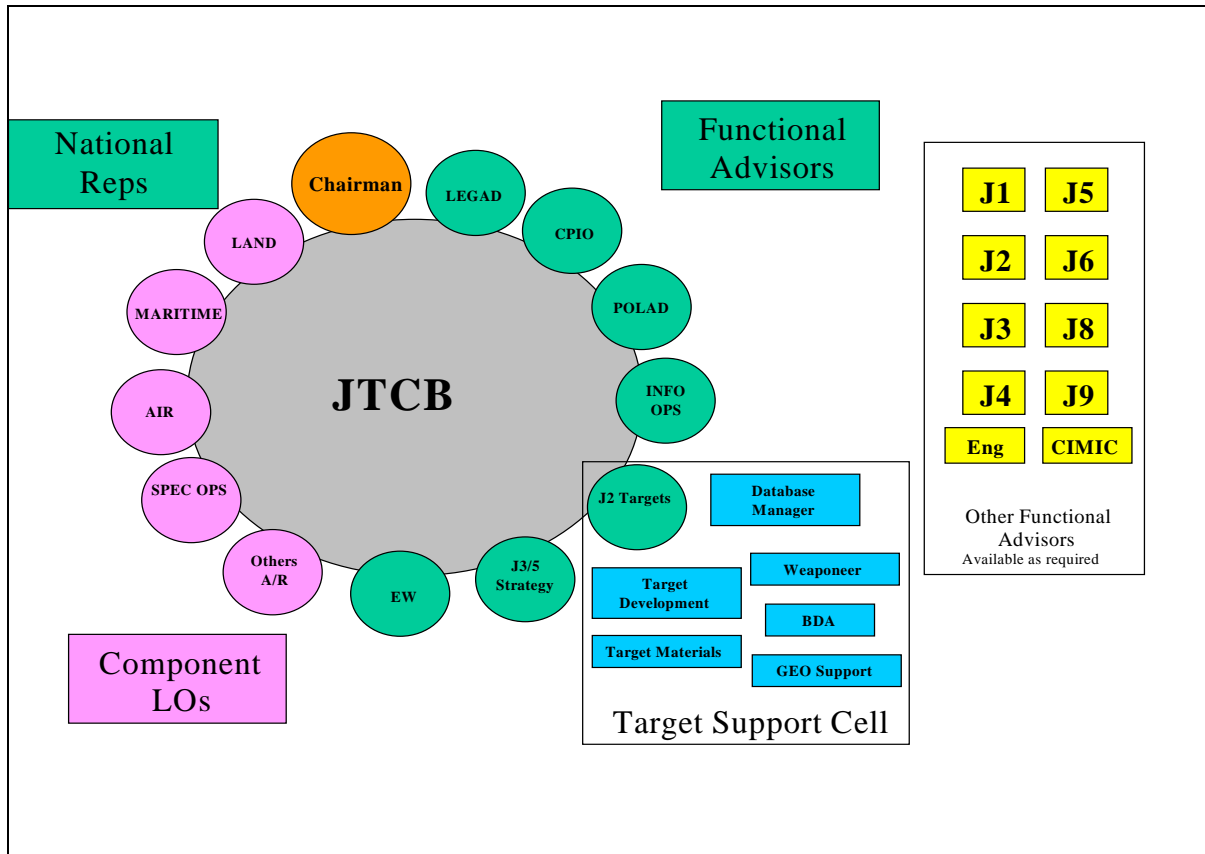 National
Reps
Functional
Advisors
Chairman
LEGAD
CPIO
POLAD
INFO
OPS
J2 Targets
J3/5
Strategy
EW
Others
A/R
SPEC OPS
AIR
MARITIME
LAND
JTCB
Component
LOs
Database
Manager
Weaponeer
Target
Development
BDA
Target Materials
GEO Support
Target Support Cell
J1 J5
J2 J6
J3 J8
J4 J9
Eng CIMIC
Other Functional
Advisors
Available as required